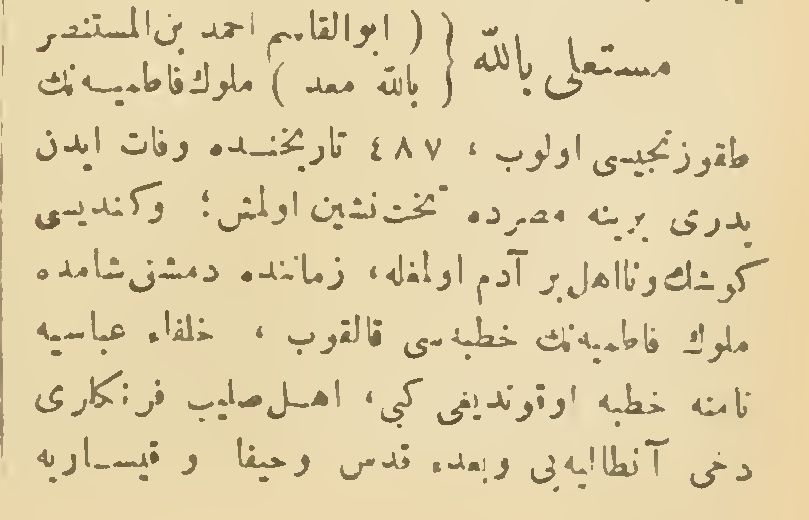 مستعلی بالله { ( ابوالقاسم احمد بن المستنصر
بالله معد ) ملوك فاطمیه نك
طقوزنجیسی اولوب ، ٤٨٧ تاریخنده وفات ایدن
پدری یرینه مصرده تخت نشین اولمش؛ وکندیسی
کوشك ونااهل بر آدم اولمغله، زماننده دمشق شامده
ملوك فاطمیه نك خطبه سی قالقوب ، خلفاء عباسیه
نامنه خطبه اوقوندیغی کبی، اهل صلیب فرنکلری
دخی آنطالیه یی وبعده قدس وحیفا و قیساریه